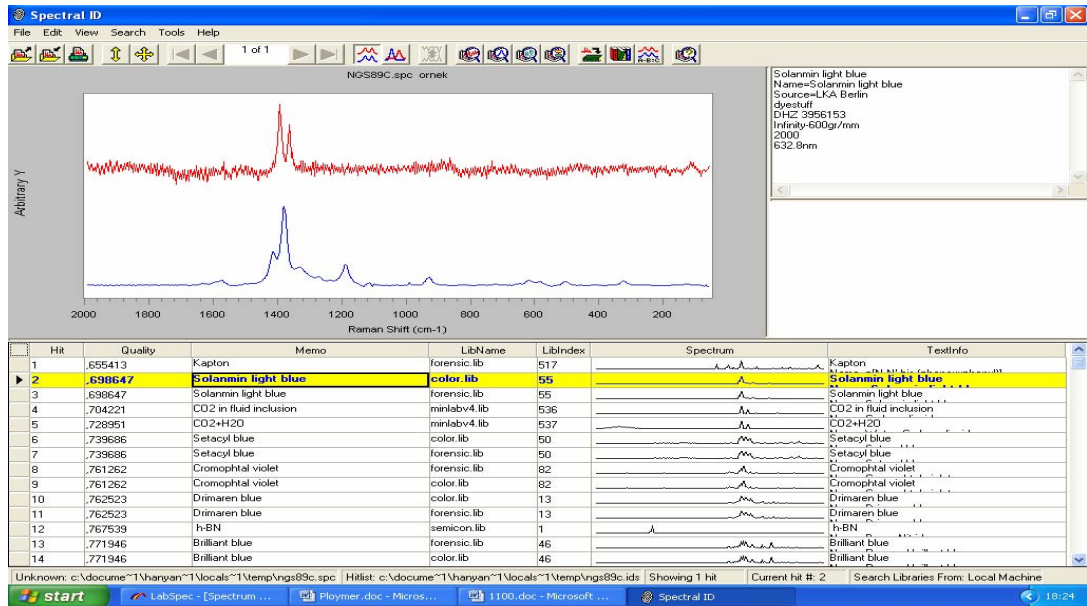 Spectral ID
File Edit View Search Tools Help
1 of 1
A-B=C
NGS89C.spc ornek
Arbitrary Y
2000 1800 1600 1400 1200 1000 800 600 400 200
Raman Shift (cm-1)
Solanmin light blue
Name=Solanmin light blue
Source=LKA Berlin
dyestuff
DHZ 3956153
Infinity-600gr/mm
2000
632.8nm
Hit Quality Memo LibName LibIndex Spectrum TextInfo
1 ,655413 Kapton forensic.lib 517 Kapton
2 ,698647 Solanmin light blue color.lib 55 Solanmin light blue
3 ,698647 Solanmin light blue forensic.lib 55 Solanmin light blue
4 ,704221 CO2 in fluid inclusion minlabv4.lib 536 CO2 in fluid inclusion
5 ,728951 CO2+H2O minlabv4.lib 537 CO2+H2O
6 ,739686 Setacyl blue color.lib 50 Setacyl blue
7 ,739686 Setacyl blue forensic.lib 50 Setacyl blue
8 ,761262 Cromophtal violet forensic.lib 82 Cromophtal violet
9 ,761262 Cromophtal violet color.lib 82 Cromophtal violet
10 ,762523 Drimaren blue color.lib 13 Drimaren blue
11 ,762523 Drimaren blue forensic.lib 13 Drimaren blue
12 ,767539 h-BN semicon.lib 1 h-BN
13 ,771946 Brilliant blue forensic.lib 46 Brilliant blue
14 ,771946 Brilliant blue color.lib 46 Brilliant blue
Unknown: c:\docume~1\hanyan~1\locals~1\temp\ngs89c.spc Hitlist: c:\docume~1\hanyan~1\locals~1\temp\ngs89c.ids Showing 1 hit Current hit #: 2 Search Libraries From: Local Machine
start LabSpec - [Spectrum ... Ploymer.doc - Micros... 1100.doc - Microsoft ... Spectral ID 18:24